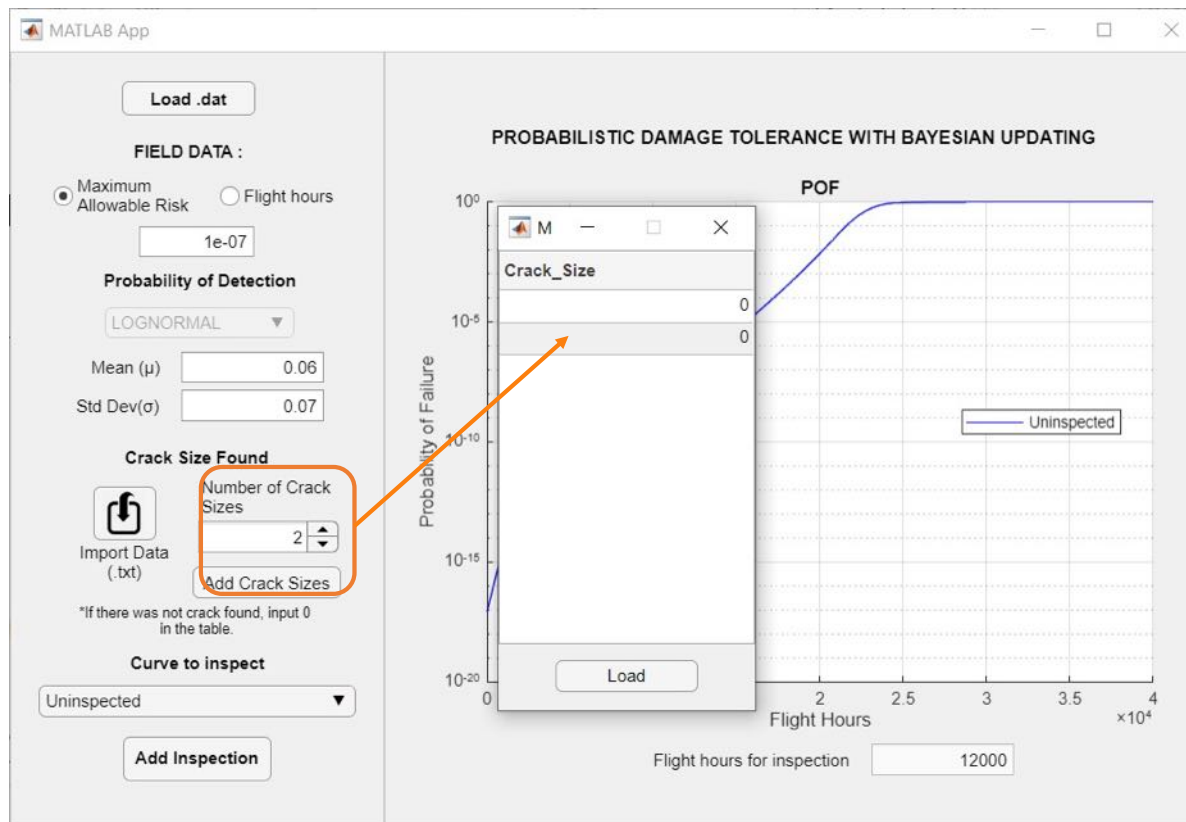 MATLAB App
Load .dat
FIELD DATA :
Maximum
Allowable Risk
Flight hours
1e-07
Probability of Detection
LOGNORMAL
Mean (μ)
0.06
Std Dev(σ)
0.07
Crack Size Found
Number of Crack
Sizes
2
Import Data
(.txt)
Add Crack Sizes
*If there was not crack found, input 0
in the table.
Curve to inspect
Uninspected
Add Inspection
PROBABILISTIC DAMAGE TOLERANCE WITH BAYESIAN UPDATING
POF
10⁰
10⁻⁵
10⁻¹⁰
10⁻¹⁵
10⁻²⁰
Probability of Failure
M
Crack_Size
0
0
Load
Uninspected
0
2
2.5
3
3.5
4
×10⁴
Flight Hours
Flight hours for inspection
12000